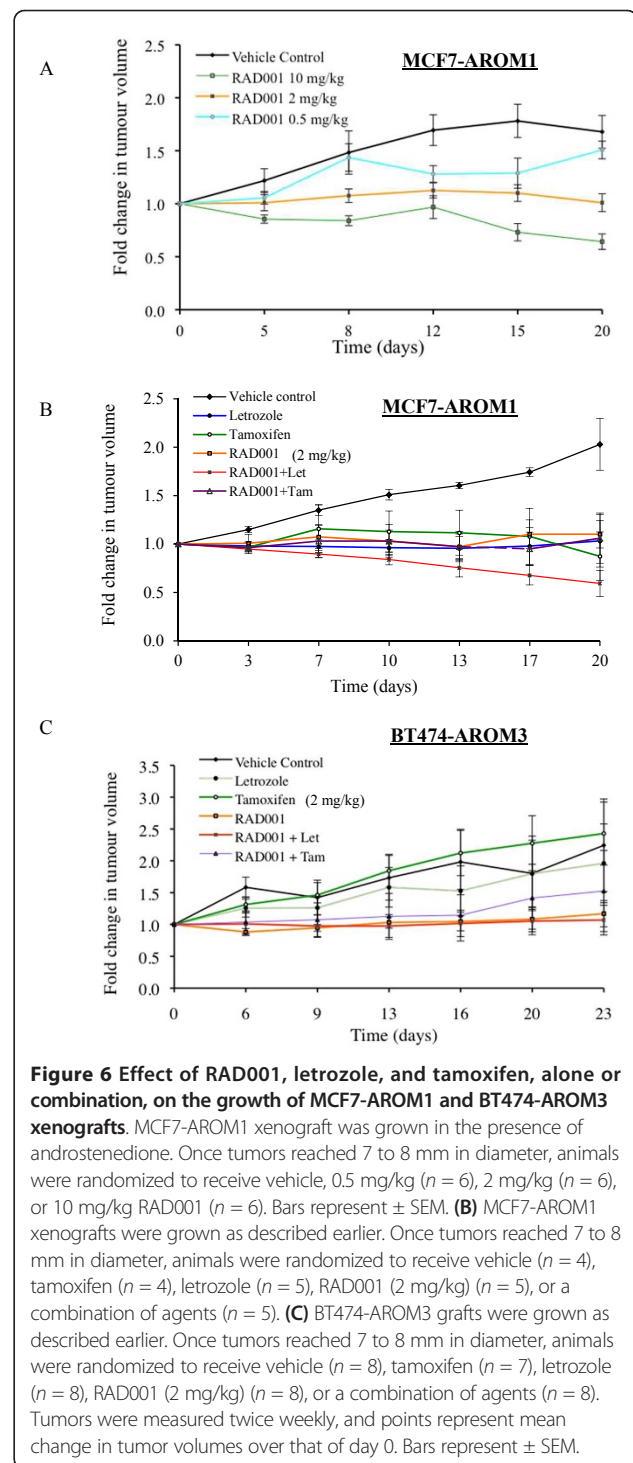 A
MCF7-AROM1
Vehicle Control
RAD001 10 mg/kg
RAD001 2 mg/kg
RAD001 0.5 mg/kg
Fold change in tumour volume
2.5
2.0
1.5
1.0
0.5
0.0
0 5 8 12 15 20
Time (days)
B
MCF7-AROM1
Vehicle control
Letrozole
Tamoxifen
RAD001 (2 mg/kg)
RAD001+Let
RAD001+Tam
Fold change in tumour volume
2.5
2.0
1.5
1.0
0.5
0.0
0 3 7 10 13 17 20
Time (days)
C
BT474-AROM3
Vehicle Control
Letrozole
Tamoxifen (2 mg/kg)
RAD001
RAD001 + Let
RAD001 + Tam
Fold change in tumour volume
3.5
3.0
2.5
2.0
1.5
1.0
0.5
0.0
0 6 9 13 16 20 23
Time (days)
Figure 6 Effect of RAD001, letrozole, and tamoxifen, alone or
combination, on the growth of MCF7-AROM1 and BT474-AROM3
xenografts. MCF7-AROM1 xenograft was grown in the presence of
androstenedione. Once tumors reached 7 to 8 mm in diameter, animals
were randomized to receive vehicle, 0.5 mg/kg (n = 6), 2 mg/kg (n = 6),
or 10 mg/kg RAD001 (n = 6). Bars represent ± SEM. (B) MCF7-AROM1
xenografts were grown as described earlier. Once tumors reached 7 to 8
mm in diameter, animals were randomized to receive vehicle (n = 4),
tamoxifen (n = 4), letrozole (n = 5), RAD001 (2 mg/kg) (n = 5), or a
combination of agents (n = 5). (C) BT474-AROM3 grafts were grown as
described earlier. Once tumors reached 7 to 8 mm in diameter, animals
were randomized to receive vehicle (n = 8), tamoxifen (n = 7), letrozole
(n = 8), RAD001 (2 mg/kg) (n = 8), or a combination of agents (n = 8).
Tumors were measured twice weekly, and points represent mean
change in tumor volumes over that of day 0. Bars represent ± SEM.